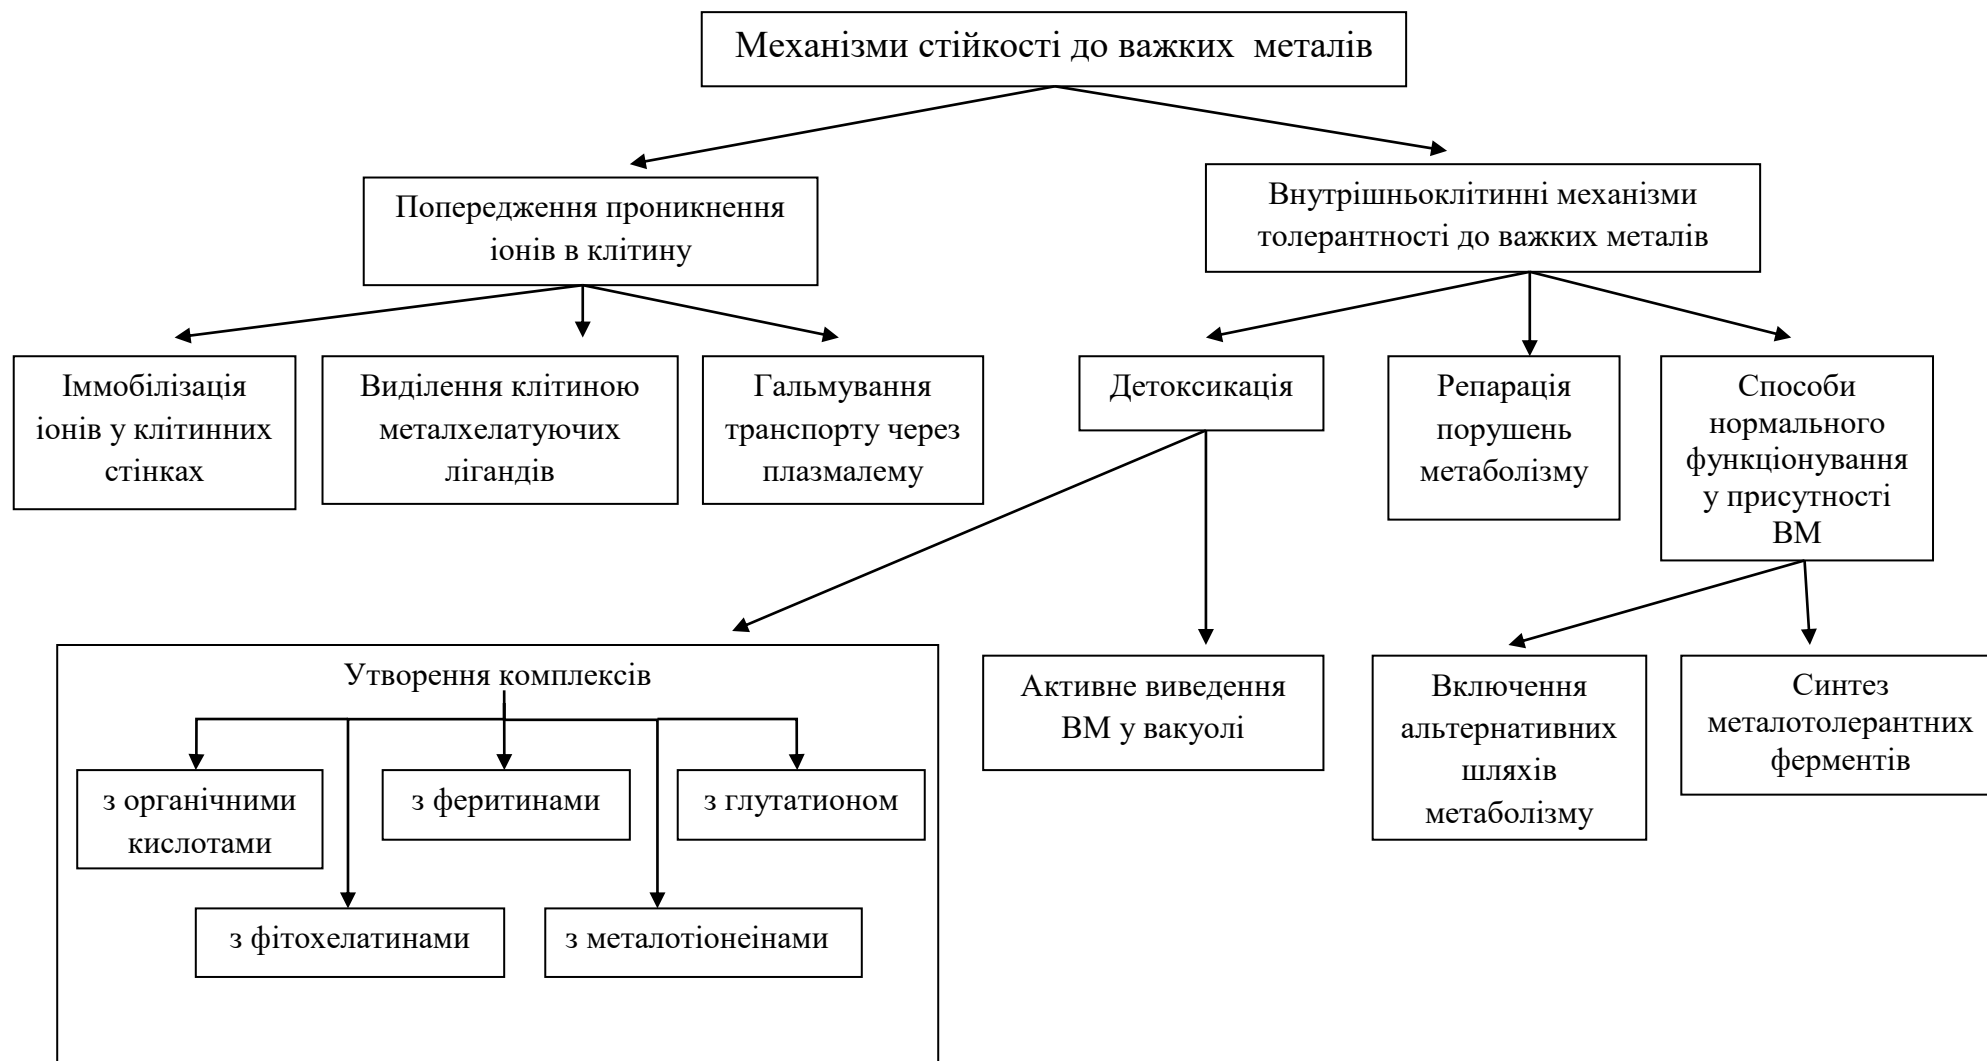 Механізми стійкості до важких металів
Попередження проникнення
іонів в клітину
Внутрішньоклітинні механізми
толерантності до важких металів
Іммобілізація
іонів у клітинних
стінках
Виділення клітиною
металхелатуючих
лігандів
Гальмування
транспорту через
плазмалему
Детоксикація
Репарація
порушень
метаболізму
Способи
нормального
функціонування
у присутності
ВМ
Утворення комплексів
з органічними
кислотами
з феритинами
з глутатионом
з фітохелатинами
з металотіонеінами
Активне виведення
ВМ у вакуолі
Включення
альтернативних
шляхів
метаболізму
Синтез
металотолерантних
ферментів